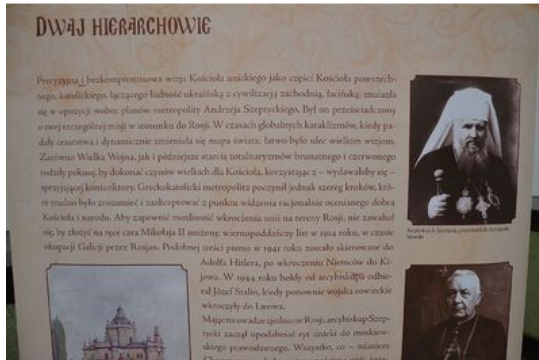 DWAJ HIERARCHOWIE
Precyzyjna i bezkompromisowa wizja Kościoła unickiego jako części Kościoła powszech-
nego, katolickiego, łączącego ludność ukraińską z cywilizacją zachodnią, łacińską, znalazła
się w opozycji wobec planów metropolity Andrzeja Szeptyckiego. Był on przeświadczony
o swej szczególnej misji w stosunku do Rosji. W czasach globalnych kataklizmów, kiedy pa-
dały cesarstwa i dynamicznie zmieniała się mapa świata, łatwo było ulec wielkim wizjom.
Zarówno Wielka Wojna, jak i późniejsze starcia totalitaryzmów brunatnego i czerwonego
rodziły pokusę, by dokonać czynów wielkich dla Kościoła, korzystając z – wydawałoby się –
sprzyjającej koniunktury. Greckokatolicki metropolita poczynił jednak szereg kroków, któ-
re trudno było zrozumieć i zaakceptować z punktu widzenia racjonalnie ocenianego dobra
Kościoła i narodu. Aby zapewnić możliwość wkroczenia unii na tereny Rosji, nie zawahał
się, by złożyć na ręce cara Mikołaja II uniżony, wiernopoddańczy list w 1914 roku, w czasie
okupacji Galicji przez Rosjan. Podobnej treści pismo w 1941 roku zostało skierowane do
Adolfa Hitlera, po wkroczeniu Niemców do Ki-
jowa. W 1944 roku hołdy od arcybiskupa odbie-
rał Józef Stalin, kiedy ponownie wojska sowieckie
wkroczyły do Lwowa.
Mając na uwadze zjednanie Rosji, arcybiskup Szep-
tycki zaczął upodabniać ryt unicki do moskiew-
skiego prawosławnego. Wszystko, co – zdaniem